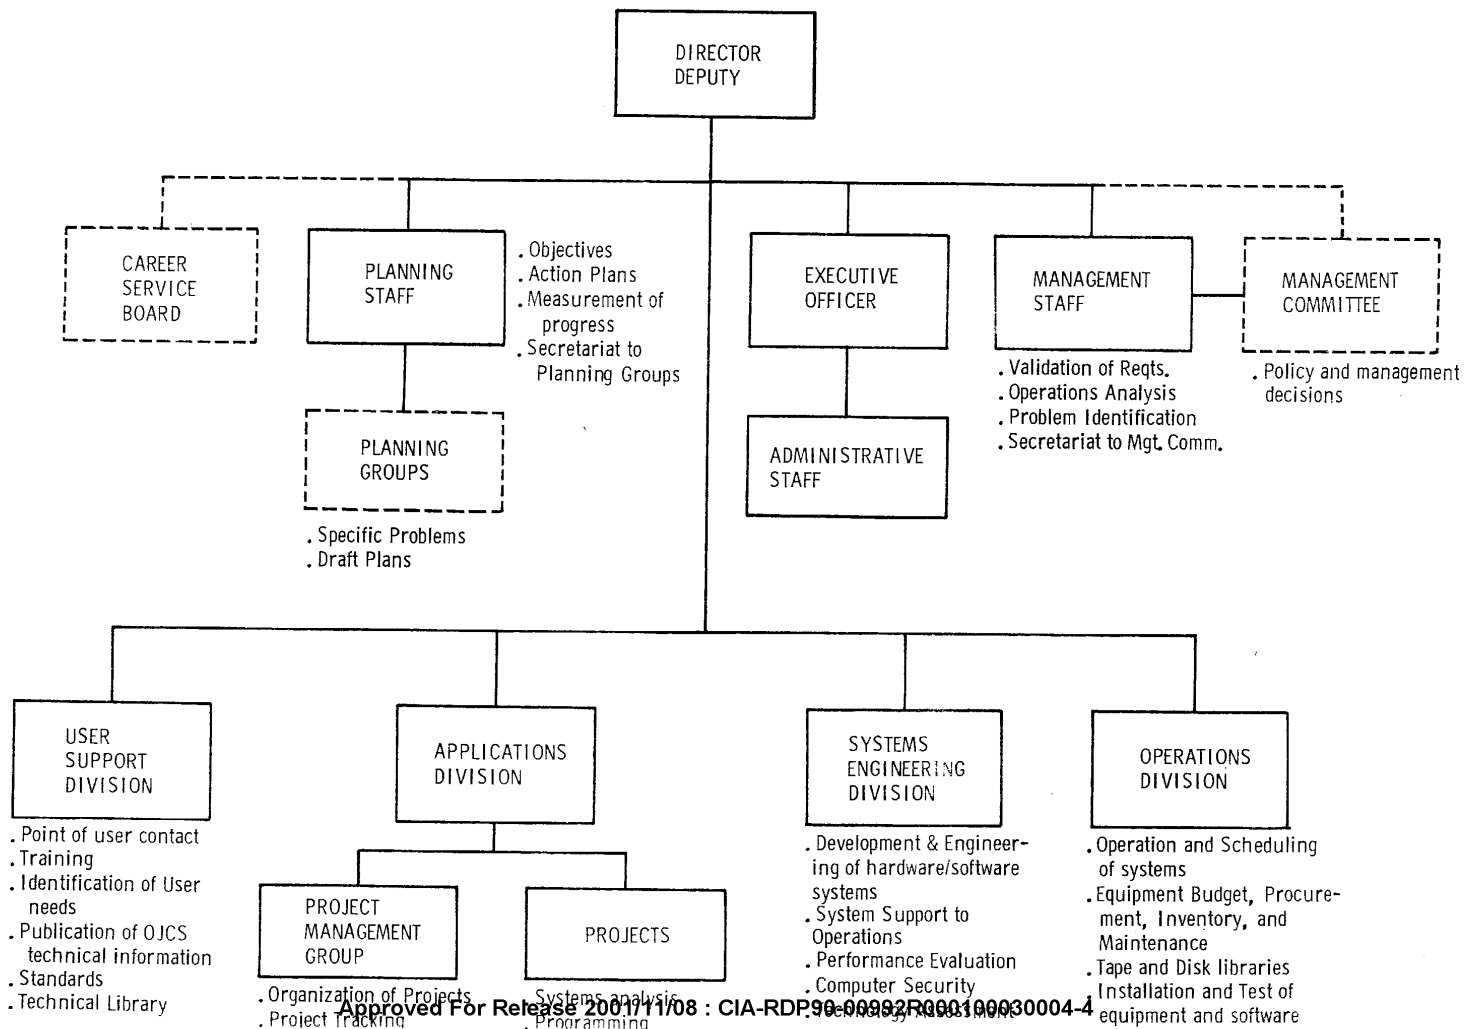 DIRECTOR
DEPUTY
CAREER
SERVICE
BOARD
PLANNING
STAFF
. Objectives
. Action Plans
. Measurement of
progress
. Secretariat to
Planning Groups
EXECUTIVE
OFFICER
MANAGEMENT
STAFF
MANAGEMENT
COMMITTEE
. Validation of Reqts.
. Operations Analysis
. Problem Identification
. Secretariat to Mgt. Comm.
. Policy and management
decisions
PLANNING
GROUPS
. Specific Problems
. Draft Plans
ADMINISTRATIVE
STAFF
USER
SUPPORT
DIVISION
. Point of user contact
. Training
. Identification of User
needs
. Publication of OJCS
technical information
. Standards
. Technical Library
APPLICATIONS
DIVISION
PROJECT
MANAGEMENT
GROUP
. Organization of Projects
. Project Tracking
PROJECTS
. Systems analysis
. Programming
SYSTEMS
ENGINEERING
DIVISION
. Development & Engineer-
ing of hardware/software
systems
. System Support to
Operations
. Performance Evaluation
. Computer Security
. Technology Assessment
OPERATIONS
DIVISION
. Operation and Scheduling
of systems
. Equipment Budget, Procure-
ment, Inventory, and
Maintenance
. Tape and Disk libraries
. Installation and Test of
equipment and software
Approved For Release 2001/11/08 : CIA-RDP90-00992R000100030004-4